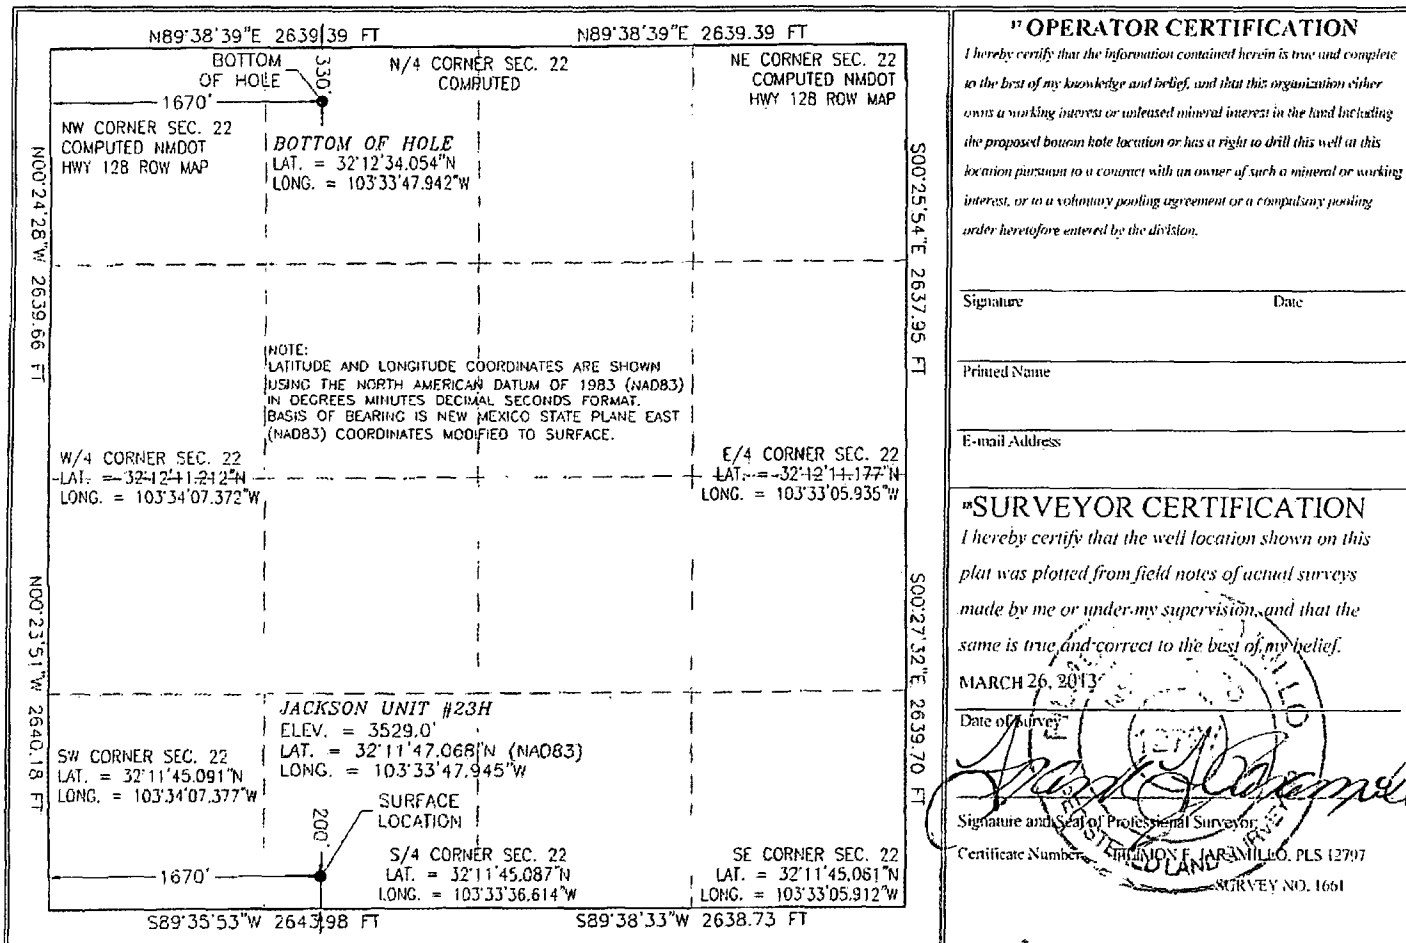 N89°38'39"E 2639.39 FT
N89°38'39"E 2639.39 FT
BOTTOM
OF HOLE
330'
1670'
N/4 CORNER SEC. 22
COMPUTED
NE CORNER SEC. 22
COMPUTED NMDOT
HWY 128 ROW MAP
NW CORNER SEC. 22
COMPUTED NMDOT
HWY 128 ROW MAP
BOTTOM OF HOLE
LAT. = 32°12'34.054"N
LONG. = 103°33'47.942"W
N00°24'28"W 2639.66 FT
S00°25'54"E 2637.95 FT
NOTE:
LATITUDE AND LONGITUDE COORDINATES ARE SHOWN
USING THE NORTH AMERICAN DATUM OF 1983 (NAD83)
IN DEGREES MINUTES DECIMAL SECONDS FORMAT.
BASIS OF BEARING IS NEW MEXICO STATE PLANE EAST
(NAD83) COORDINATES MODIFIED TO SURFACE.
W/4 CORNER SEC. 22
LAT. = 32°12'11.212"N
LONG. = 103°34'07.372"W
E/4 CORNER SEC. 22
LAT. = 32°12'11.177"N
LONG. = 103°33'05.935"W
N00°23'51"W 2640.18 FT
S00°27'32"E 2639.70 FT
JACKSON UNIT #23H
ELEV. = 3529.0'
LAT. = 32°11'47.068"N (NAD83)
LONG. = 103°33'47.945"W
SW CORNER SEC. 22
LAT. = 32°11'45.091"N
LONG. = 103°34'07.377"W
SURFACE
LOCATION
200'
1670'
S/4 CORNER SEC. 22
LAT. = 32°11'45.087"N
LONG. = 103°33'36.614"W
SE CORNER SEC. 22
LAT. = 32°11'45.061"N
LONG. = 103°33'05.912"W
S89°35'53"W 2643.98 FT
S89°38'33"W 2638.73 FT
17 OPERATOR CERTIFICATION
I hereby certify that the information contained herein is true and complete
to the best of my knowledge and belief, and that this organization either
owns a working interest or unleased mineral interest in the land including
the proposed bottom hole location or has a right to drill this well at this
location pursuant to a contract with an owner of such a mineral or working
interest, or to a voluntary pooling agreement or a compulsory pooling
order heretofore entered by the division.
Signature Date
Printed Name
E-mail Address
18 SURVEYOR CERTIFICATION
I hereby certify that the well location shown on this
plat was plotted from field notes of actual surveys
made by me or under my supervision, and that the
same is true and correct to the best of my belief.
MARCH 26, 2013
Date of Survey
Signature and Seal of Professional Surveyor:
Certificate Number: FILIMON F. JARAMILLO, PLS 12797
SURVEY NO. 1661